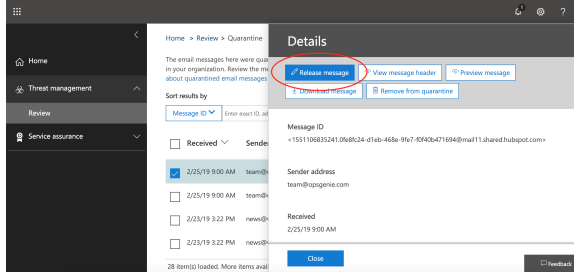 Home
Threat management
Review
Service assurance
Home > Review > Quarantine
The email messages here were quar
in your organization. Review the me
about quarantined email messages
Sort results by
Message ID
Enter exact ID, ad
Received
Sender
2/25/19 9:00 AM
team@
2/25/19 9:00 AM
team@
2/23/19 3:22 PM
news@
2/23/19 3:22 PM
news@
28 item(s) loaded. More items avail
Details
Release message
View message header
Preview message
Download message
Remove from quarantine
Message ID
<1551106835241.0fe8fc24-d1eb-468e-9fe7-f0f40b471694@mail11.shared.hubspot.com>
Sender address
team@opsgenie.com
Received
2/25/19 9:00 AM
Close
Feedback